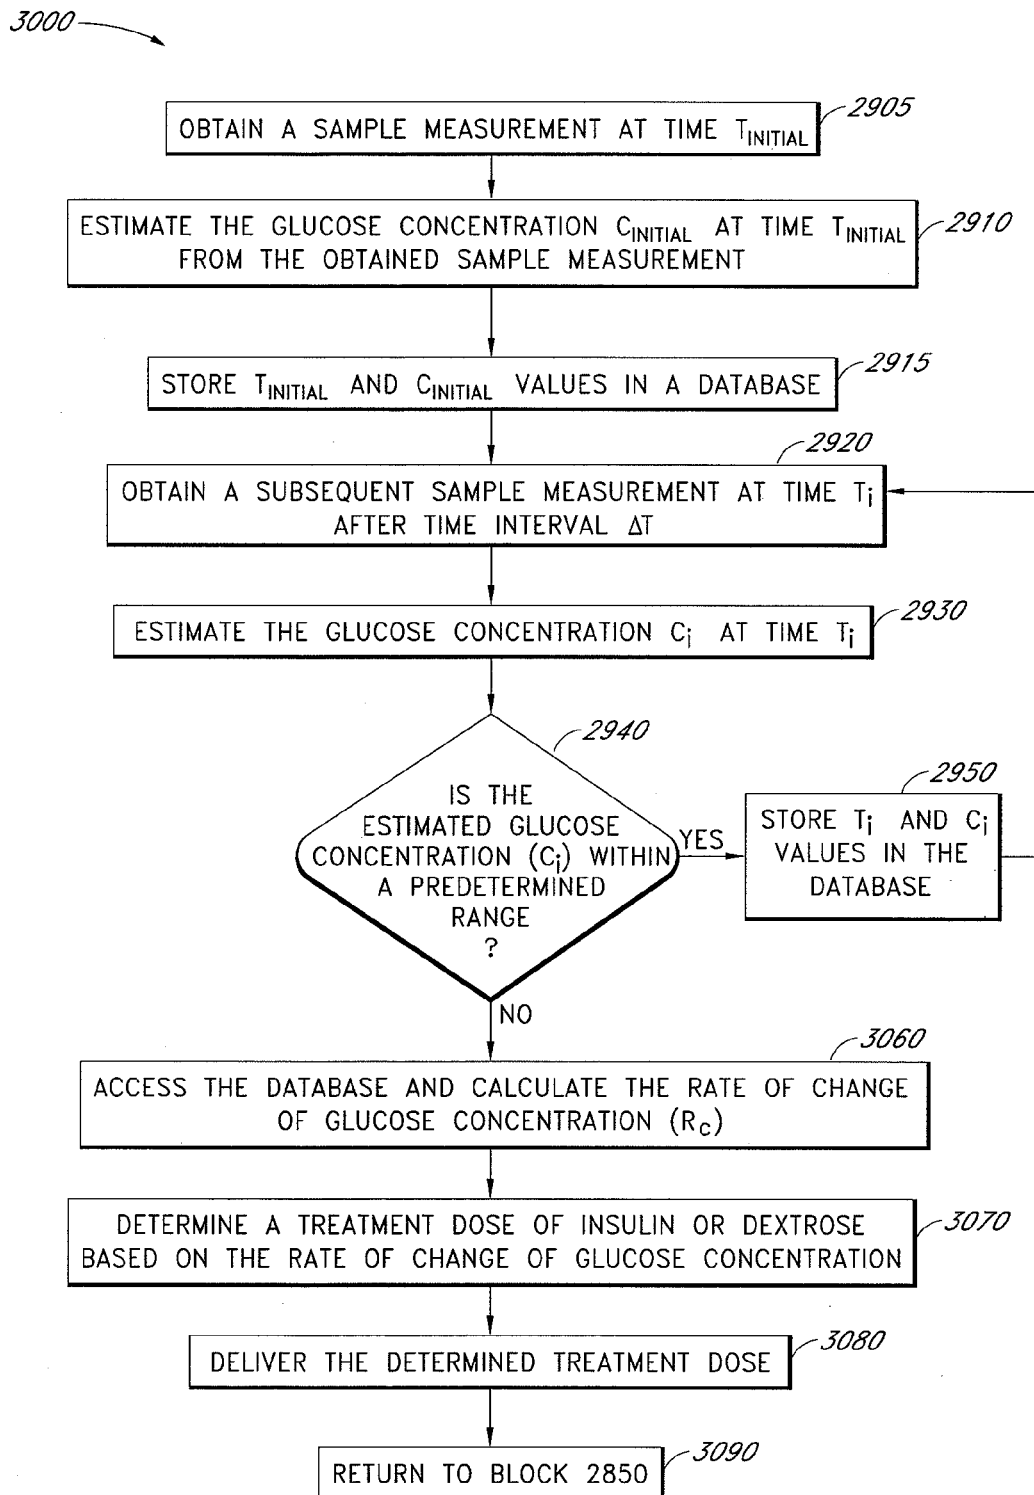 3000
OBTAIN A SAMPLE MEASUREMENT AT TIME TINITIAL
2905
ESTIMATE THE GLUCOSE CONCENTRATION CINITIAL AT TIME TINITIAL
FROM THE OBTAINED SAMPLE MEASUREMENT
2910
STORE TINITIAL AND CINITIAL VALUES IN A DATABASE
2915
2920
OBTAIN A SUBSEQUENT SAMPLE MEASUREMENT AT TIME Ti
AFTER TIME INTERVAL ΔT
ESTIMATE THE GLUCOSE CONCENTRATION Ci AT TIME Ti
2930
2940
IS THE
ESTIMATED GLUCOSE
CONCENTRATION (Ci) WITHIN
A PREDETERMINED
RANGE
?
YES
2950
STORE Ti AND Ci
VALUES IN THE
DATABASE
NO
3060
ACCESS THE DATABASE AND CALCULATE THE RATE OF CHANGE
OF GLUCOSE CONCENTRATION (RC)
DETERMINE A TREATMENT DOSE OF INSULIN OR DEXTROSE
BASED ON THE RATE OF CHANGE OF GLUCOSE CONCENTRATION
3070
DELIVER THE DETERMINED TREATMENT DOSE
3080
RETURN TO BLOCK 2850
3090